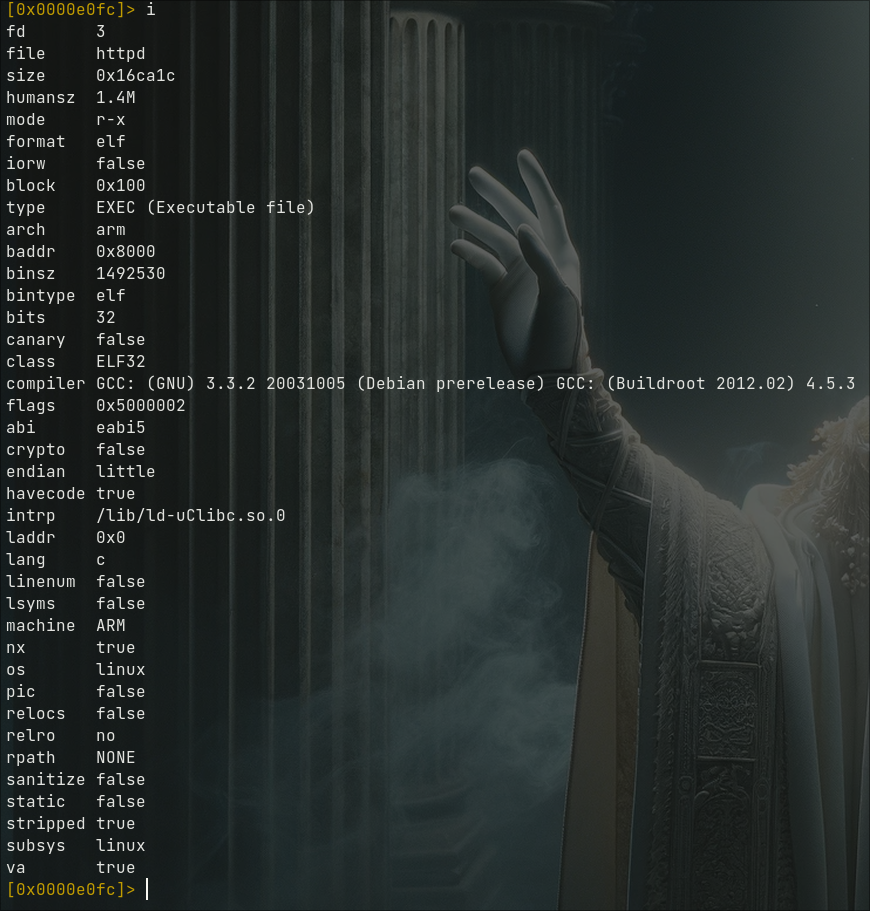 [0x0000e0fc]> i
fd       3
file     httpd
size     0x16ca1c
humansz  1.4M
mode     r-x
format   elf
iorw     false
block    0x100
type     EXEC (Executable file)
arch     arm
baddr    0x8000
binsz    1492530
bintype  elf
bits     32
canary   false
class    ELF32
compiler GCC: (GNU) 3.3.2 20031005 (Debian prerelease) GCC: (Buildroot 2012.02) 4.5.3
flags    0x5000002
abi      eabi5
crypto   false
endian   little
havecode true
intrp    /lib/ld-uClibc.so.0
laddr    0x0
lang     c
linenum  false
lsyms    false
machine  ARM
nx       true
os       linux
pic      false
relocs   false
relro    no
rpath    NONE
sanitize false
static   false
stripped true
subsys   linux
va       true
[0x0000e0fc]>